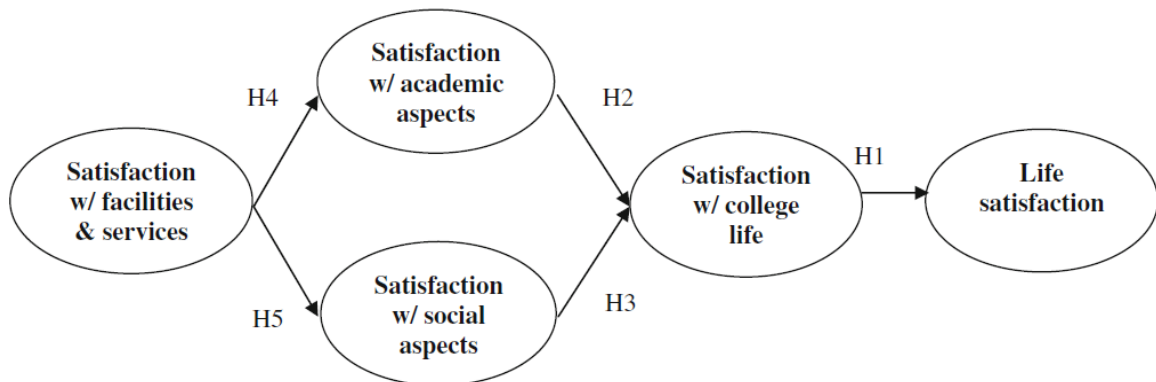 Satisfaction
w/ facilities
& services
H4
Satisfaction
w/ academic
aspects
H5
Satisfaction
w/ social
aspects
H2
H3
Satisfaction
w/ college
life
H1
Life
satisfaction